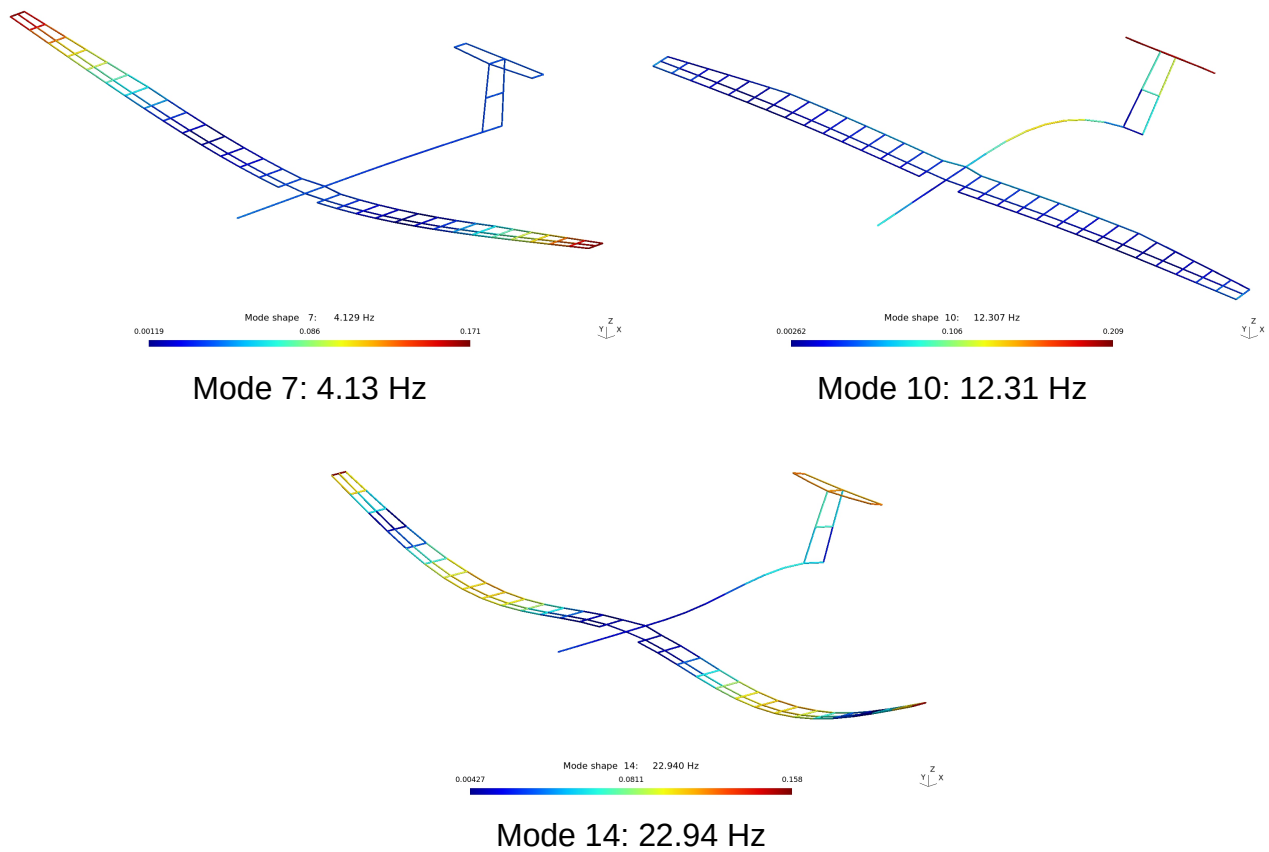 Mode shape 7: 4.129 Hz
0.00119 0.086 0.171
Z
Y X
Mode 7: 4.13 Hz
Mode shape 10: 12.307 Hz
0.00262 0.106 0.209
Z
Y X
Mode 10: 12.31 Hz
Mode shape 14: 22.940 Hz
0.00427 0.0811 0.158
Z
Y X
Mode 14: 22.94 Hz